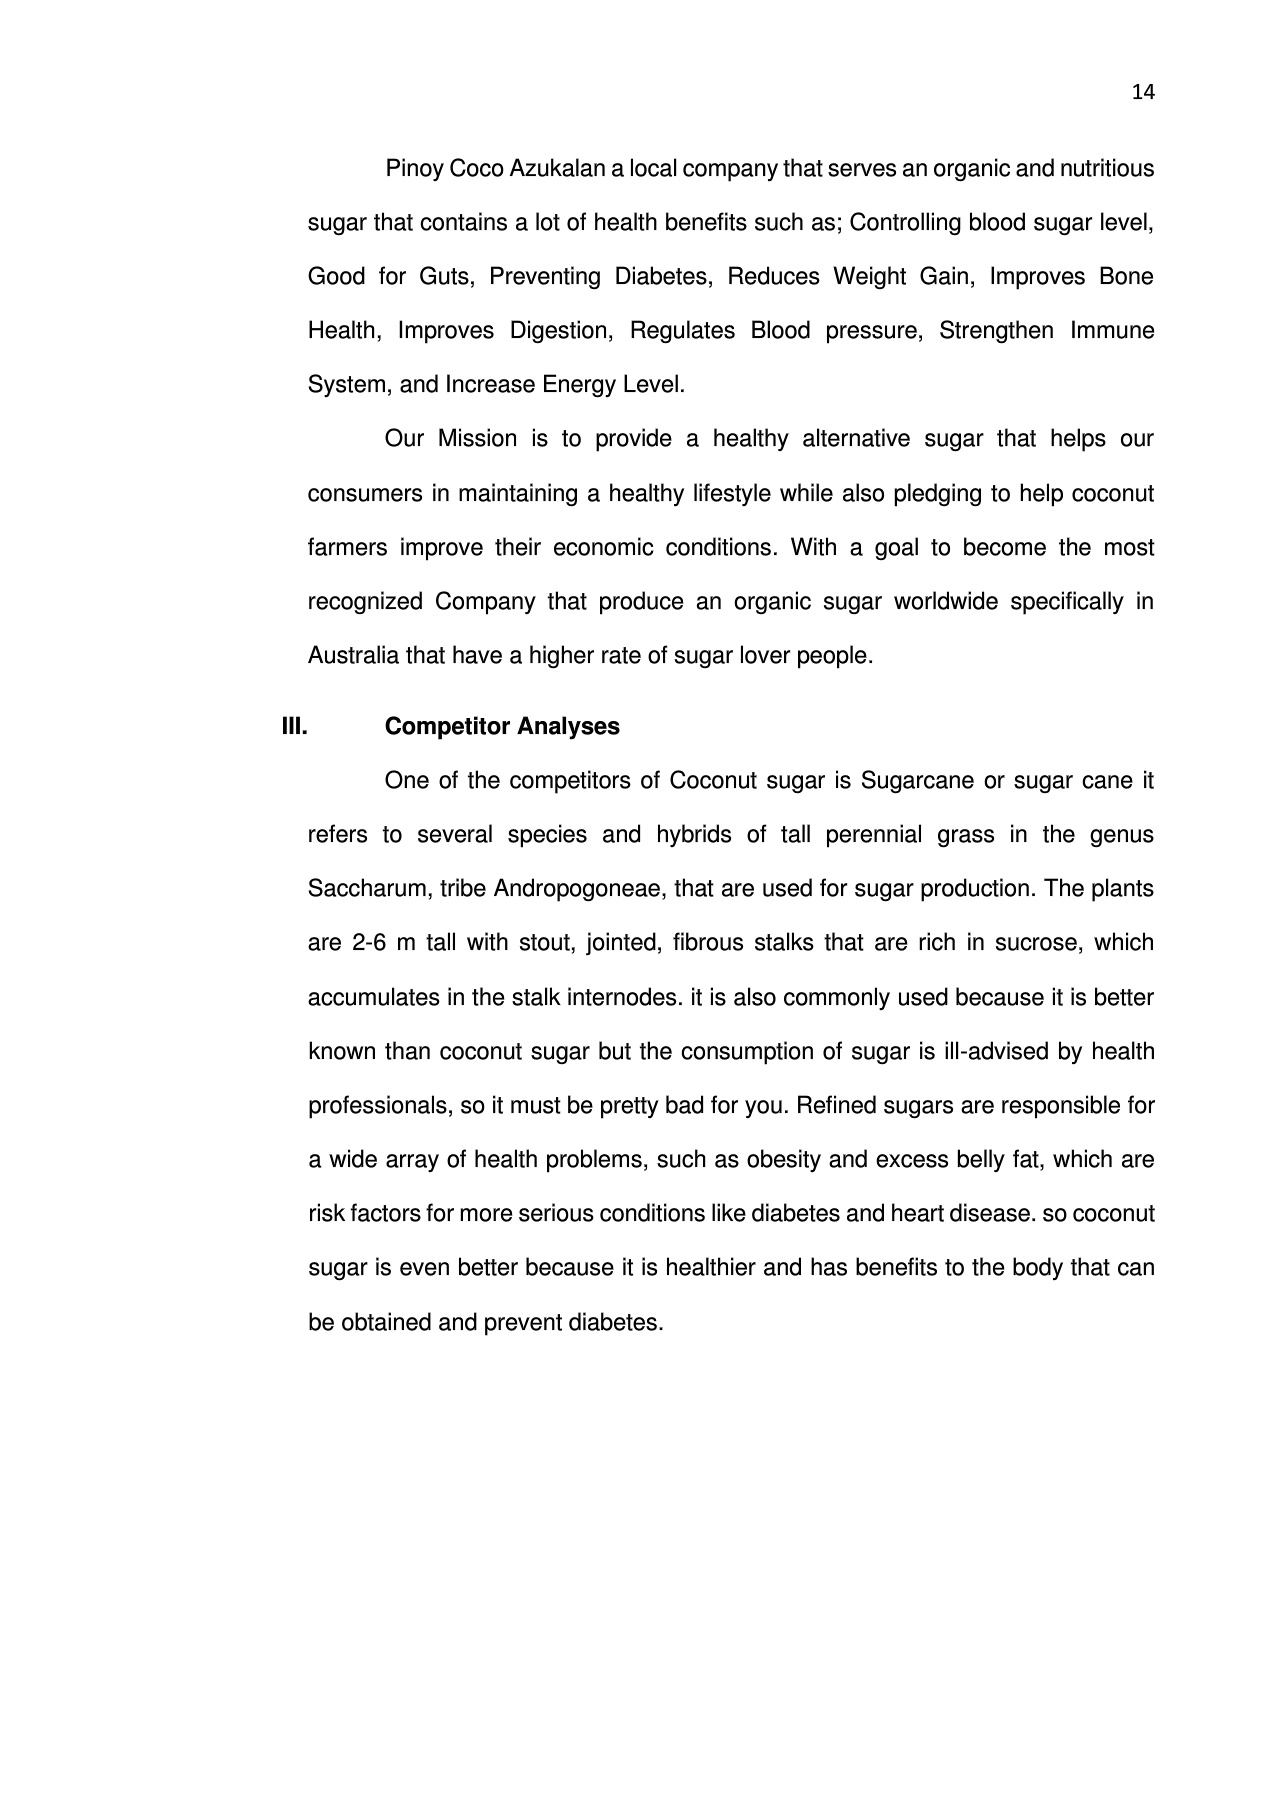 14
Pinoy Coco Azukalan a local company that serves an organic and nutritious
sugar that contains a lot of health benefits such as; Controlling blood sugar level,
Good for Guts, Preventing Diabetes, Reduces Weight Gain, Improves Bone
Health, Improves Digestion, Regulates Blood pressure, Strengthen Immune
System, and Increase Energy Level.
Our Mission is to provide a healthy alternative sugar that helps our
consumers in maintaining a healthy lifestyle while also pledging to help coconut
farmers improve their economic conditions. With a goal to become the most
recognized Company that produce an organic sugar worldwide specifically in
Australia that have a higher rate of sugar lover people.
III. Competitor Analyses
One of the competitors of Coconut sugar is Sugarcane or sugar cane it
refers to several species and hybrids of tall perennial grass in the genus
Saccharum, tribe Andropogoneae, that are used for sugar production. The plants
are 2-6 m tall with stout, jointed, fibrous stalks that are rich in sucrose, which
accumulates in the stalk internodes. it is also commonly used because it is better
known than coconut sugar but the consumption of sugar is ill-advised by health
professionals, so it must be pretty bad for you. Refined sugars are responsible for
a wide array of health problems, such as obesity and excess belly fat, which are
risk factors for more serious conditions like diabetes and heart disease. so coconut
sugar is even better because it is healthier and has benefits to the body that can
be obtained and prevent diabetes.